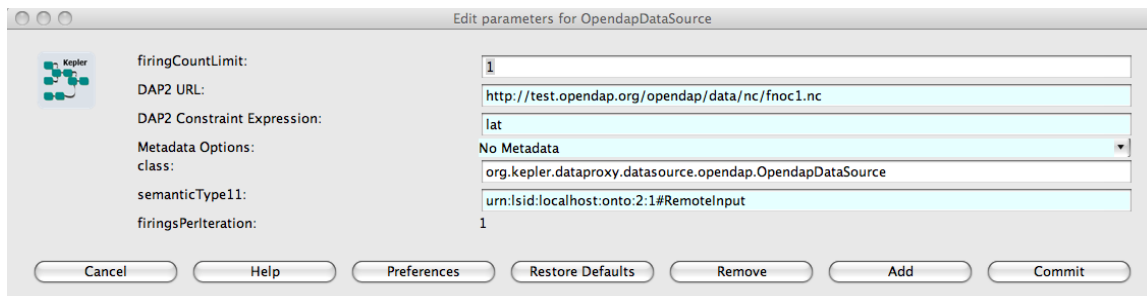 Edit parameters for OpendapDataSource
Kepler
firingCountLimit: 1
DAP2 URL: http://test.opendap.org/opendap/data/nc/fnoc1.nc
DAP2 Constraint Expression: lat
Metadata Options: No Metadata
class: org.kepler.dataproxy.datasource.opendap.OpendapDataSource
semanticType11: urn:lsid:localhost:onto:2:1#RemoteInput
firingsPerIteration: 1
Cancel Help Preferences Restore Defaults Remove Add Commit